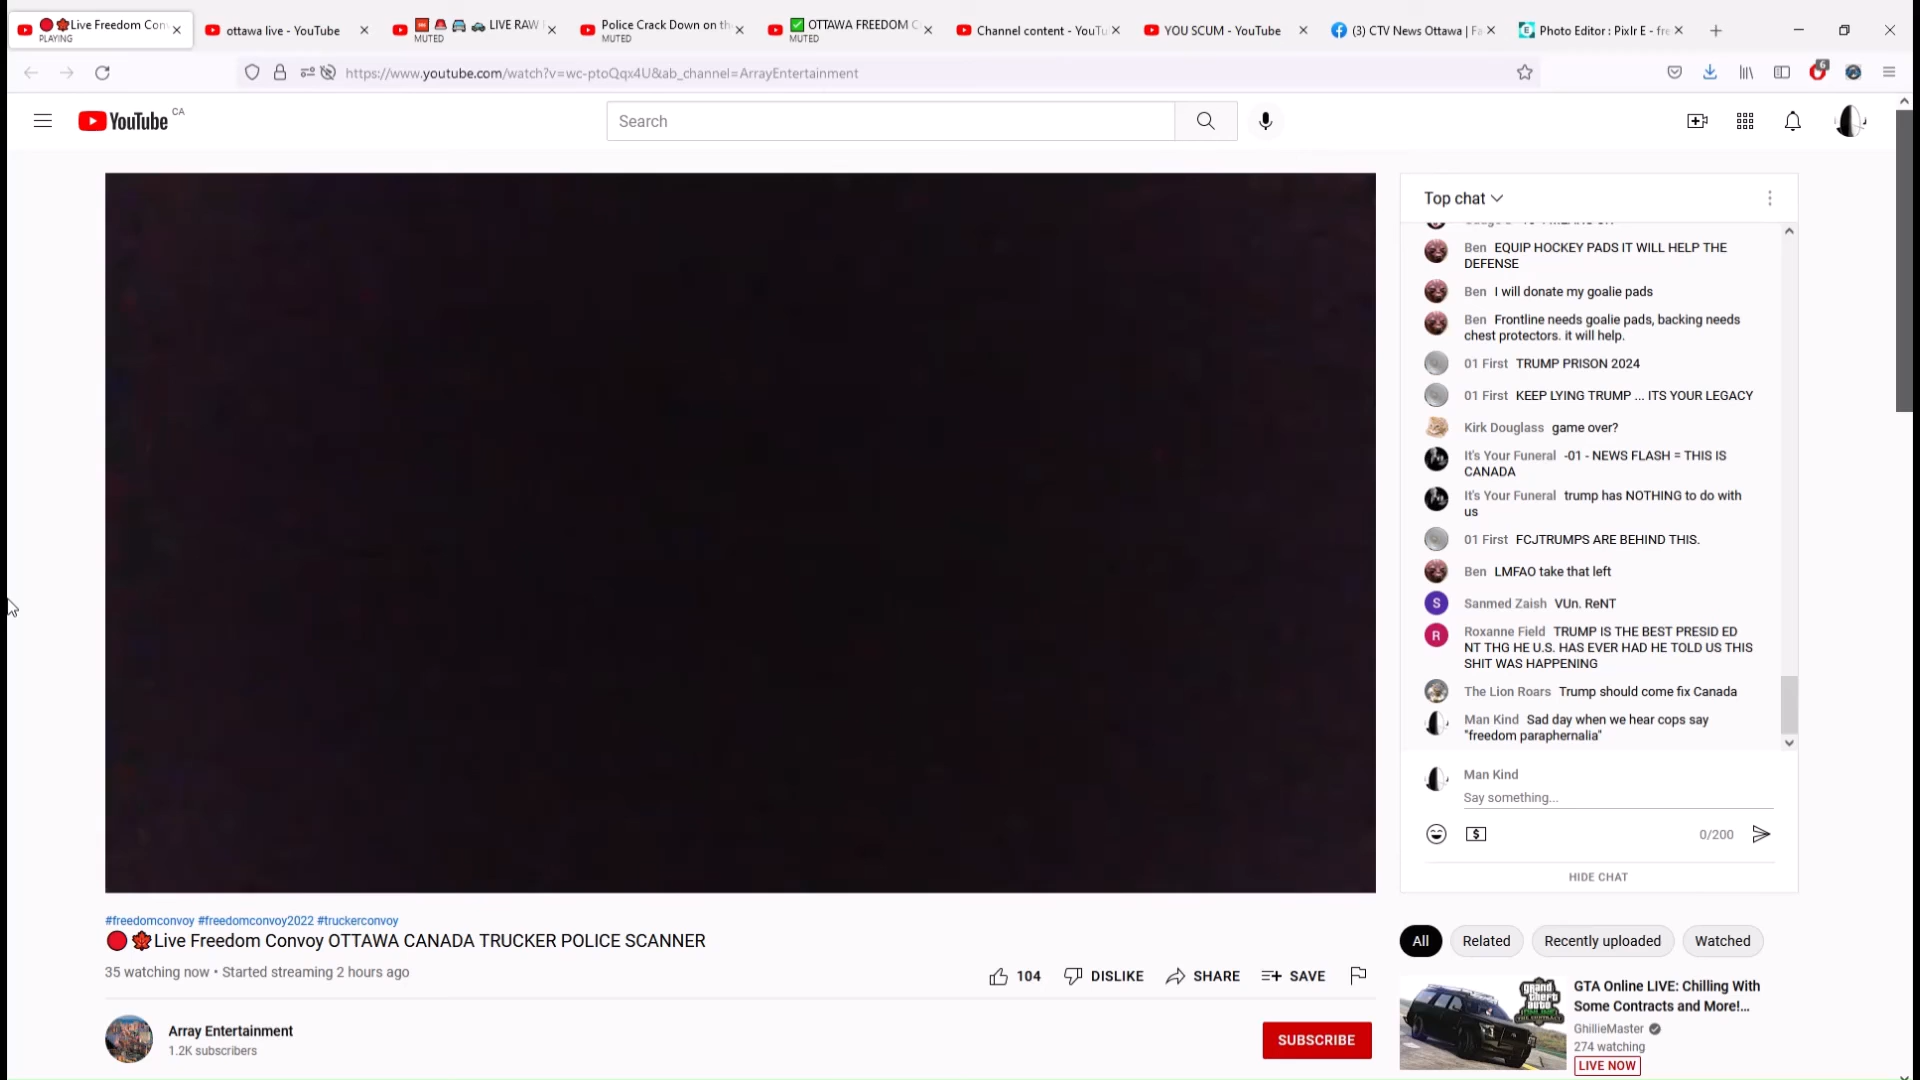 Live Freedom Con
PLAYING
ottawa live - YouTube
LIVE RAW
MUTED
Police Crack Down on th
MUTED
OTTAWA FREEDOM C
MUTED
Channel content - YouTu
YOU SCUM - YouTube
(3) CTV News Ottawa | Fa
Photo Editor : Pixlr E - fre
https://www.youtube.com/watch?v=wc-ptoQqx4U&ab_channel=ArrayEntertainment
6
YouTube CA
Search
Top chat
Ben EQUIP HOCKEY PADS IT WILL HELP THE
DEFENSE
Ben I will donate my goalie pads
Ben Frontline needs goalie pads, backing needs
chest protectors. it will help.
01 First TRUMP PRISON 2024
01 First KEEP LYING TRUMP ... ITS YOUR LEGACY
Kirk Douglass game over?
It's Your Funeral -01 - NEWS FLASH = THIS IS
CANADA
It's Your Funeral trump has NOTHING to do with
us
01 First FCJTRUMPS ARE BEHIND THIS.
Ben LMFAO take that left
S
Sanmed Zaish VUn. ReNT
R
Roxanne Field TRUMP IS THE BEST PRESID ED
NT THG HE U.S. HAS EVER HAD HE TOLD US THIS
SHIT WAS HAPPENING
The Lion Roars Trump should come fix Canada
Man Kind Sad day when we hear cops say
"freedom paraphernalia"
Man Kind
Say something...
$
0/200
HIDE CHAT
#freedomconvoy #freedomconvoy2022 #truckerconvoy
Live Freedom Convoy OTTAWA CANADA TRUCKER POLICE SCANNER
35 watching now • Started streaming 2 hours ago
104
DISLIKE
SHARE
SAVE
Array Entertainment
1.2K subscribers
SUBSCRIBE
All
Related
Recently uploaded
Watched
grand
theft
auto
GTA Online LIVE: Chilling With
Some Contracts and More!...
GhillieMaster
274 watching
LIVE NOW